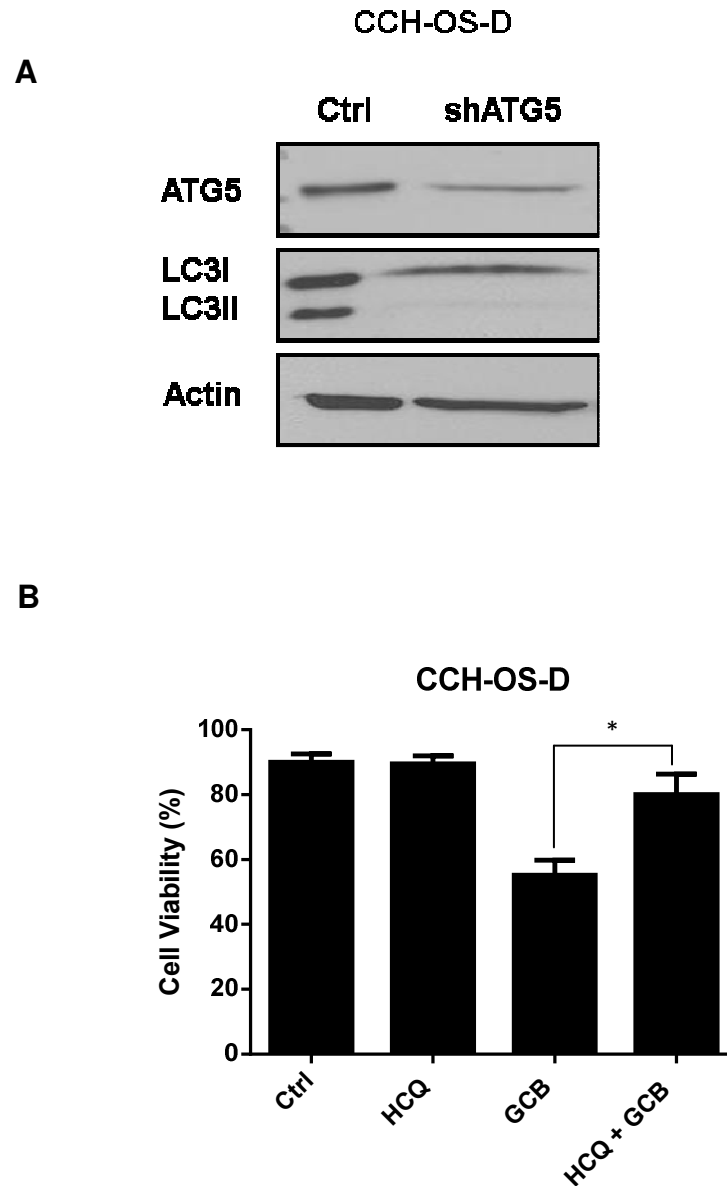 CCH-OS-D
A
Ctrl shATG5
ATG5
LC3I
LC3II
Actin
B
CCH-OS-D
*
Cell Viability (%)
100
80
60
40
20
0
Ctrl
HCQ
GCB
HCQ + GCB